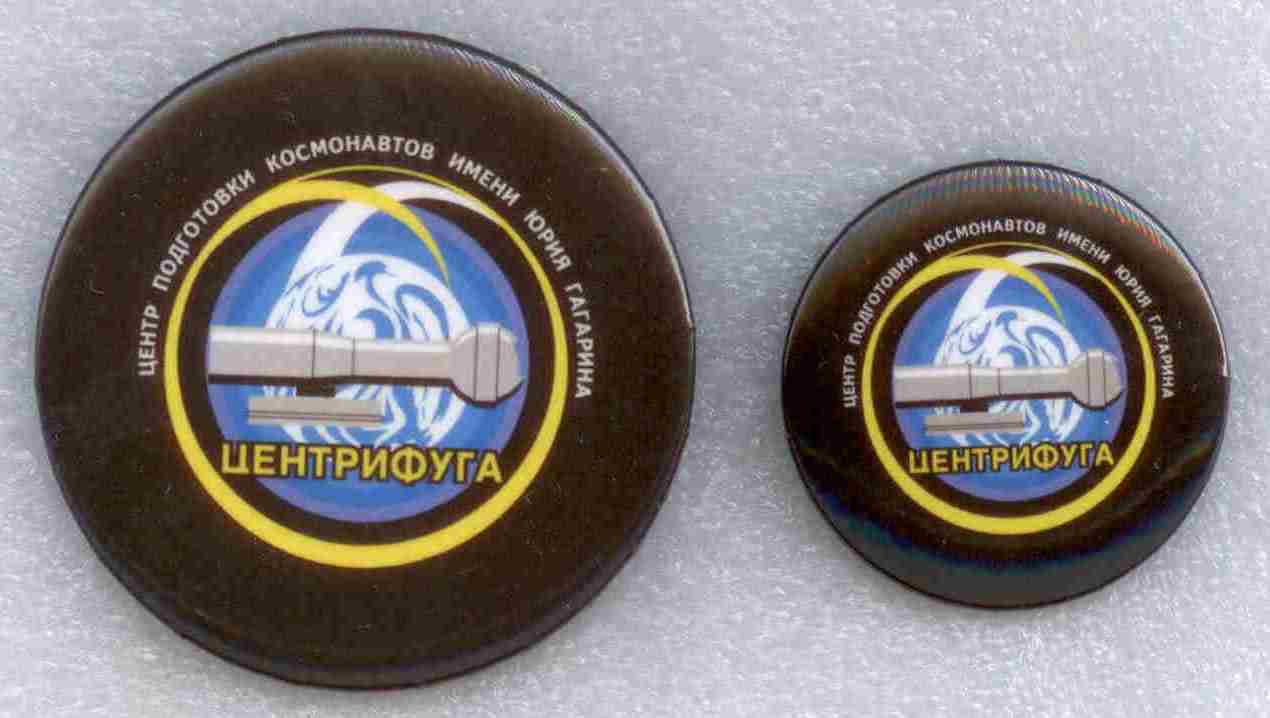 ЦЕНТР ПОДГОТОВКИ КОСМОНАВТОВ ИМЕНИ ЮРИЯ ГАГАРИНА
ЦЕНТРИФУГА
ЦЕНТР ПОДГОТОВКИ КОСМОНАВТОВ ИМЕНИ ЮРИЯ ГАГАРИНА
ЦЕНТРИФУГА